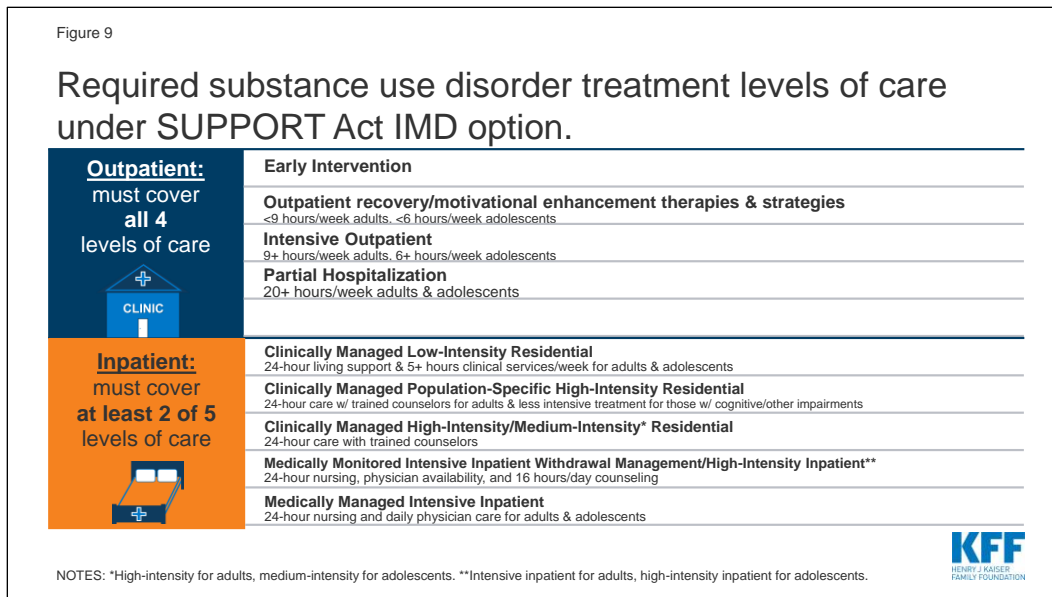 Figure 9
Required substance use disorder treatment levels of care
under SUPPORT Act IMD option.
Outpatient:
must cover
all 4
levels of care
CLINIC
Early Intervention
Outpatient recovery/motivational enhancement therapies & strategies
<9 hours/week adults. <6 hours/week adolescents
Intensive Outpatient
9+ hours/week adults. 6+ hours/week adolescents
Partial Hospitalization
20+ hours/week adults & adolescents
Inpatient:
must cover
at least 2 of 5
levels of care
Clinically Managed Low-Intensity Residential
24-hour living support & 5+ hours clinical services/week for adults & adolescents
Clinically Managed Population-Specific High-Intensity Residential
24-hour care w/ trained counselors for adults & less intensive treatment for those w/ cognitive/other impairments
Clinically Managed High-Intensity/Medium-Intensity* Residential
24-hour care with trained counselors
Medically Monitored Intensive Inpatient Withdrawal Management/High-Intensity Inpatient**
24-hour nursing, physician availability, and 16 hours/day counseling
Medically Managed Intensive Inpatient
24-hour nursing and daily physician care for adults & adolescents
NOTES: *High-intensity for adults, medium-intensity for adolescents. **Intensive inpatient for adults, high-intensity inpatient for adolescents.
KFF
HENRY J KAISER
FAMILY FOUNDATION